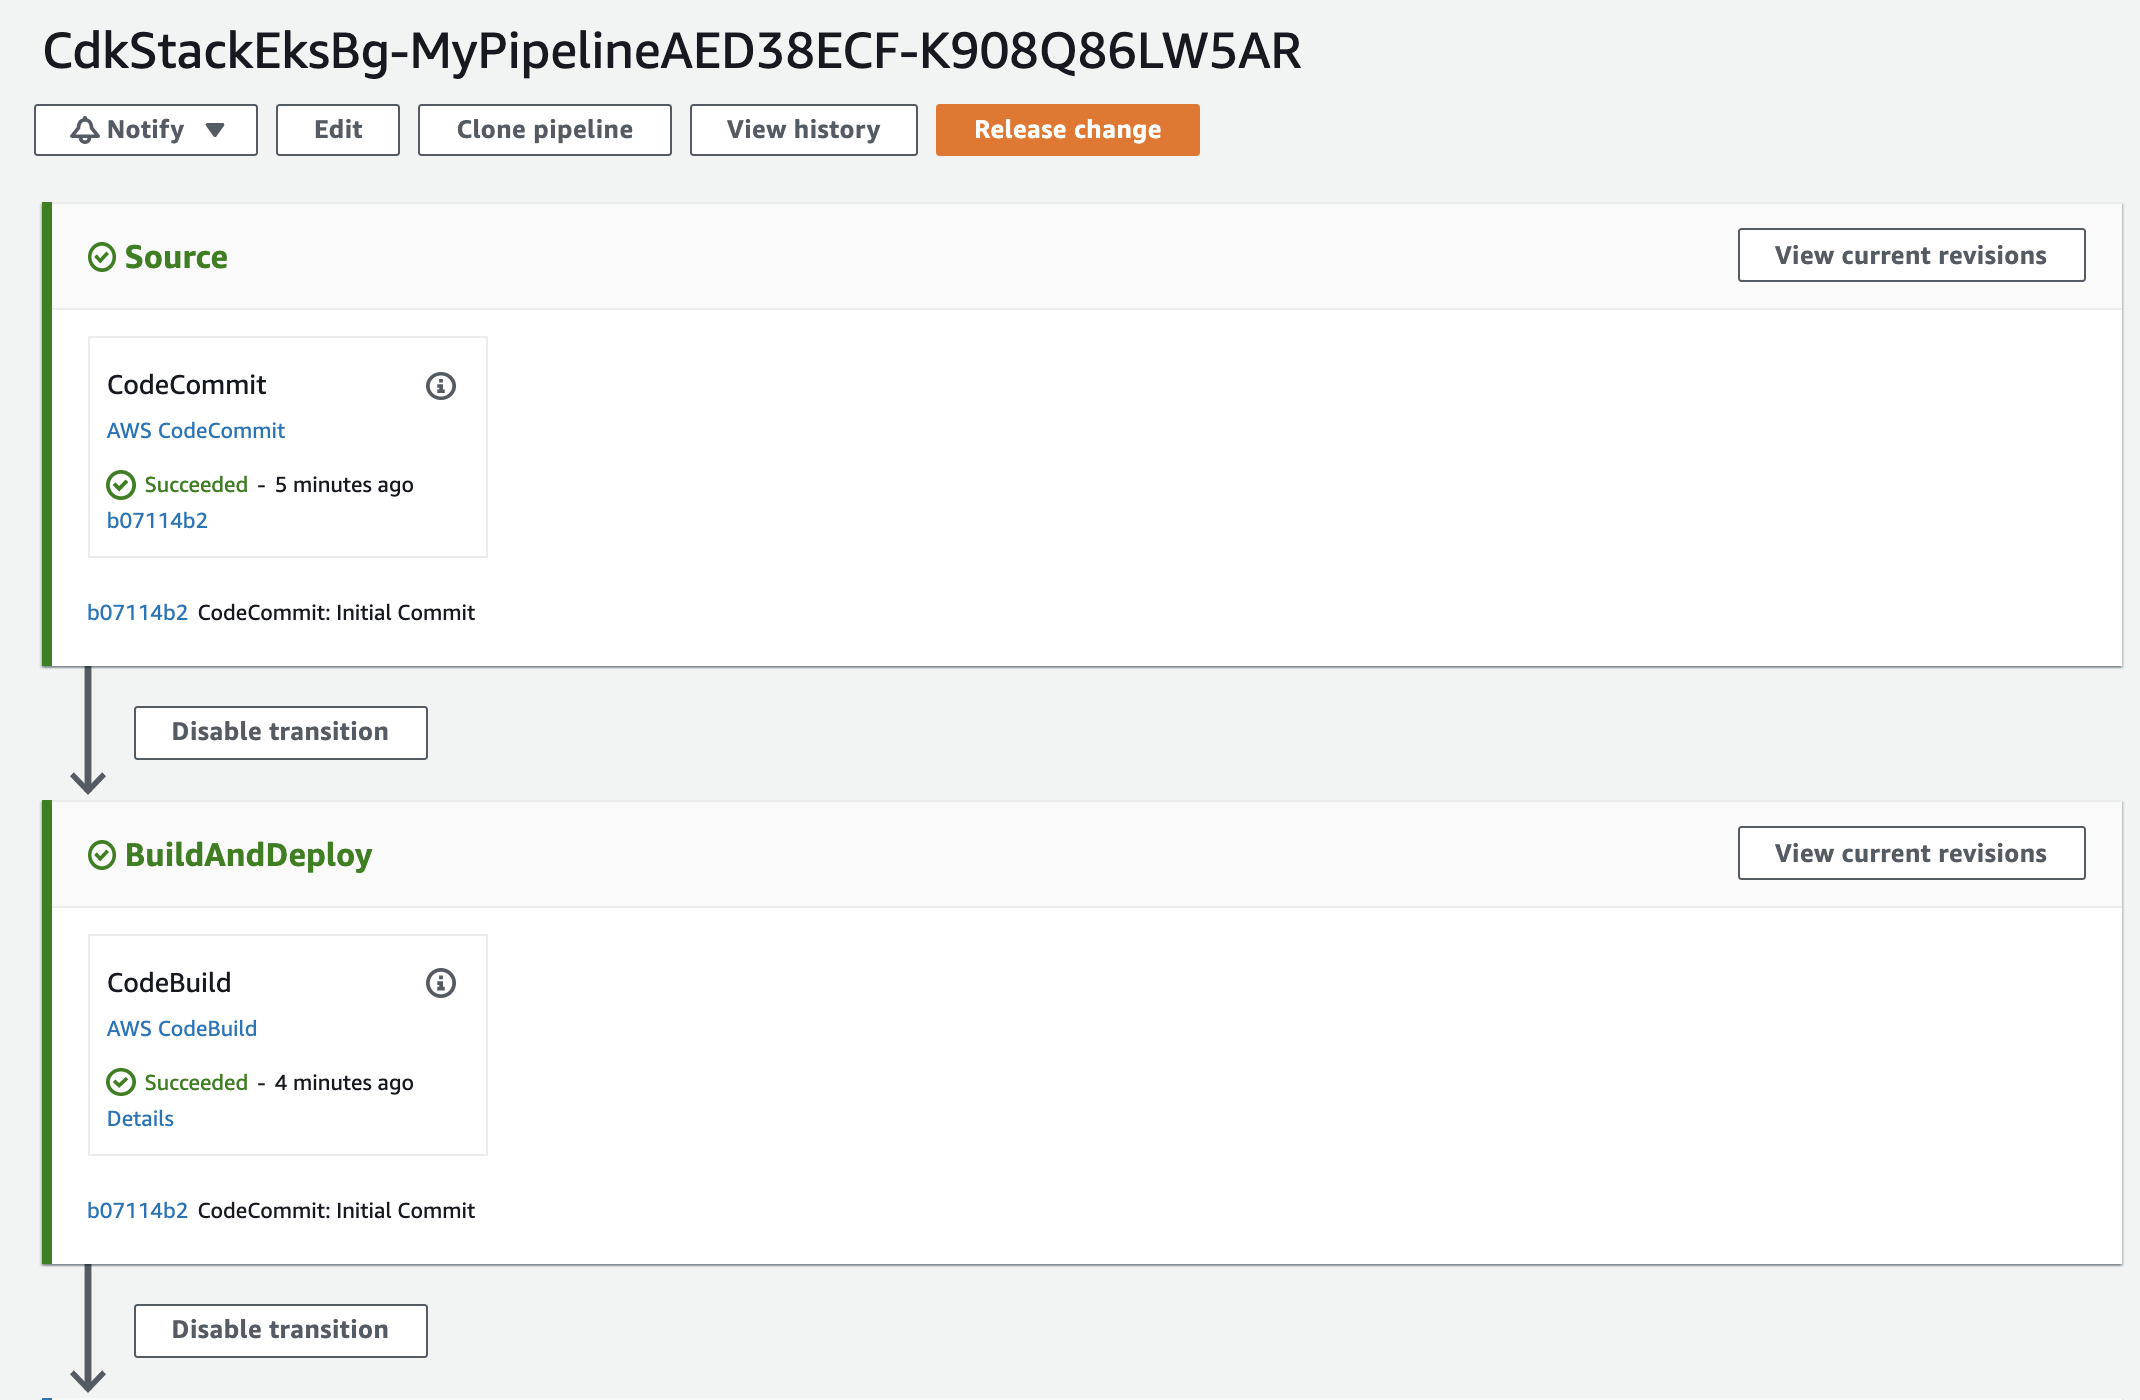 CdkStackEksBg-MyPipelineAED38ECF-K908Q86LW5AR
Notify Edit Clone pipeline View history Release change
Source View current revisions
CodeCommit
AWS CodeCommit
Succeeded - 5 minutes ago
b07114b2
b07114b2 CodeCommit: Initial Commit
Disable transition
BuildAndDeploy View current revisions
CodeBuild
AWS CodeBuild
Succeeded - 4 minutes ago
Details
b07114b2 CodeCommit: Initial Commit
Disable transition